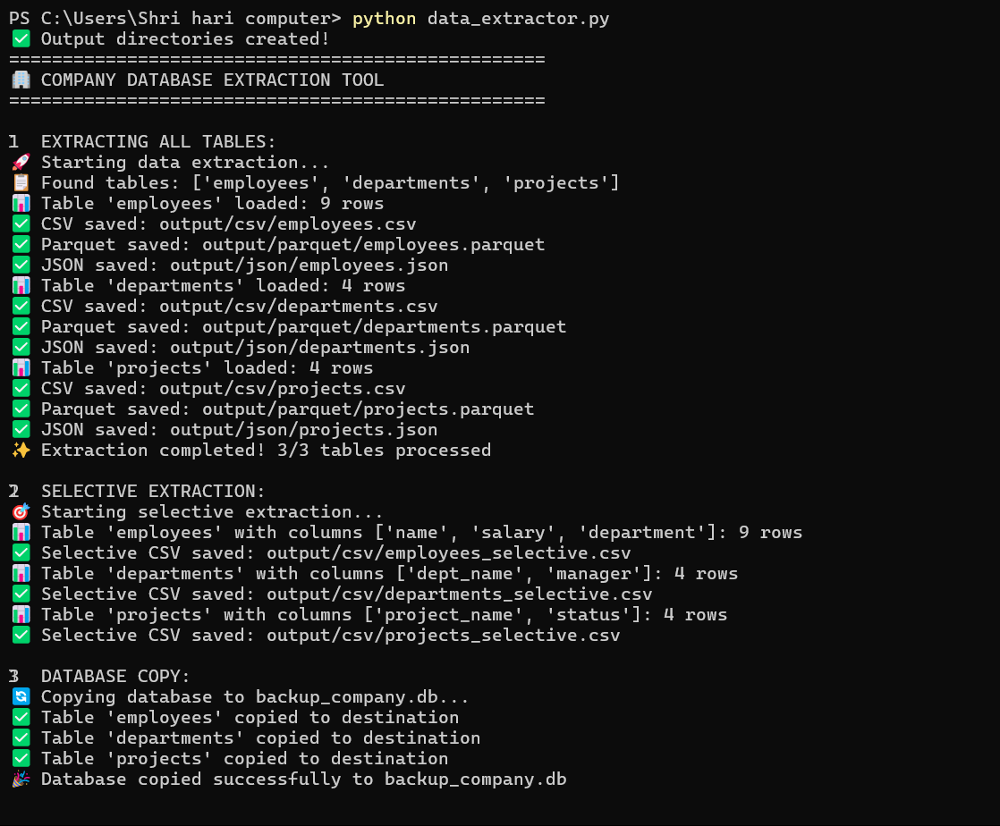 PS C:\Users\Shri hari computer> python data_extractor.py
✅ Output directories created!
==================================================
🏢 COMPANY DATABASE EXTRACTION TOOL
==================================================
1 EXTRACTING ALL TABLES:
🚀 Starting data extraction...
📋 Found tables: ['employees', 'departments', 'projects']
📊 Table 'employees' loaded: 9 rows
✅ CSV saved: output/csv/employees.csv
✅ Parquet saved: output/parquet/employees.parquet
✅ JSON saved: output/json/employees.json
📊 Table 'departments' loaded: 4 rows
✅ CSV saved: output/csv/departments.csv
✅ Parquet saved: output/parquet/departments.parquet
✅ JSON saved: output/json/departments.json
📊 Table 'projects' loaded: 4 rows
✅ CSV saved: output/csv/projects.csv
✅ Parquet saved: output/parquet/projects.parquet
✅ JSON saved: output/json/projects.json
✨ Extraction completed! 3/3 tables processed
2 SELECTIVE EXTRACTION:
🎯 Starting selective extraction...
📊 Table 'employees' with columns ['name', 'salary', 'department']: 9 rows
✅ Selective CSV saved: output/csv/employees_selective.csv
📊 Table 'departments' with columns ['dept_name', 'manager']: 4 rows
✅ Selective CSV saved: output/csv/departments_selective.csv
📊 Table 'projects' with columns ['project_name', 'status']: 4 rows
✅ Selective CSV saved: output/csv/projects_selective.csv
3 DATABASE COPY:
🔄 Copying database to backup_company.db...
✅ Table 'employees' copied to destination
✅ Table 'departments' copied to destination
✅ Table 'projects' copied to destination
🎉 Database copied successfully to backup_company.db